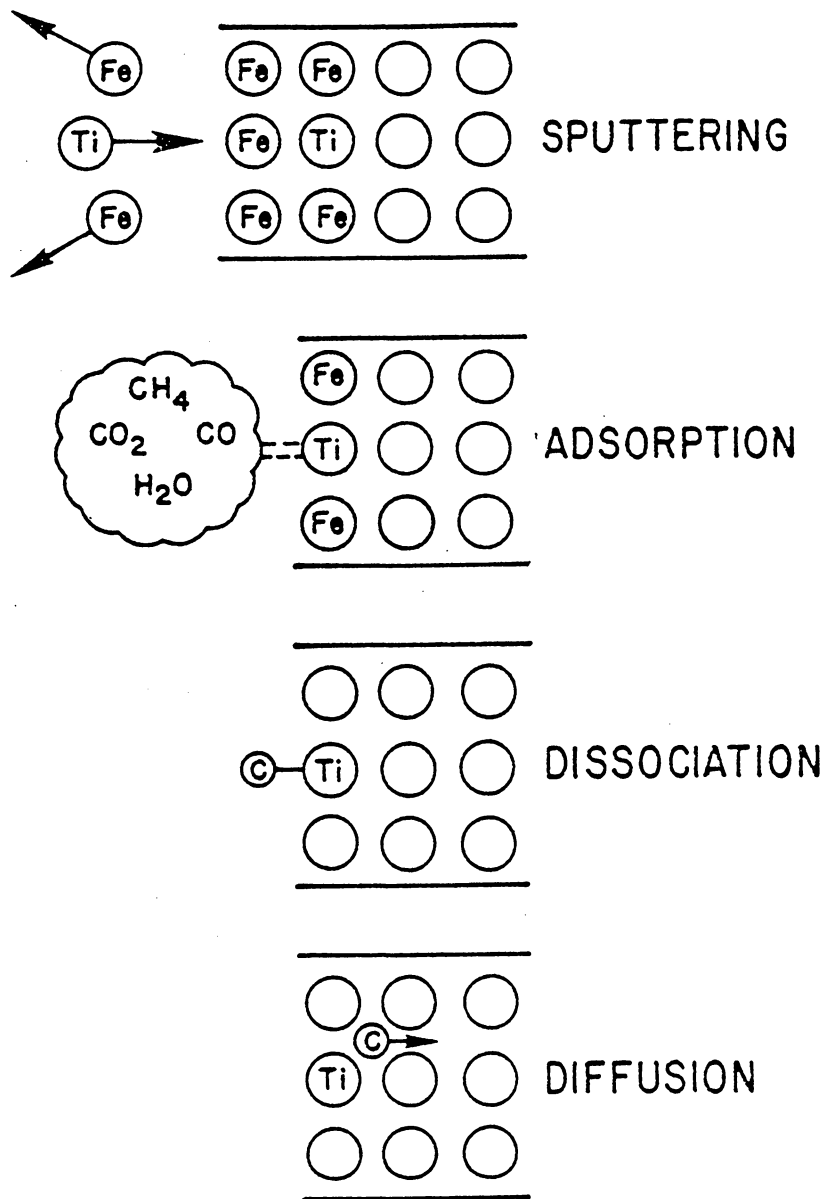 Fe Fe Fe
Ti Fe Ti SPUTTERING
Fe Fe Fe
CH4 Fe
CO2 CO Ti ADSORPTION
H2O
Fe
C Ti DISSOCIATION
C
Ti DIFFUSION